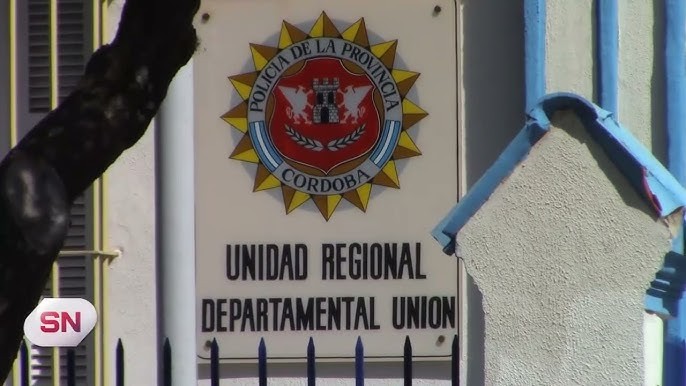 POLICIA DE LA PROVINCIA
CORDOBA
UNIDAD REGIONAL
DEPARTAMENTAL UNION
SN